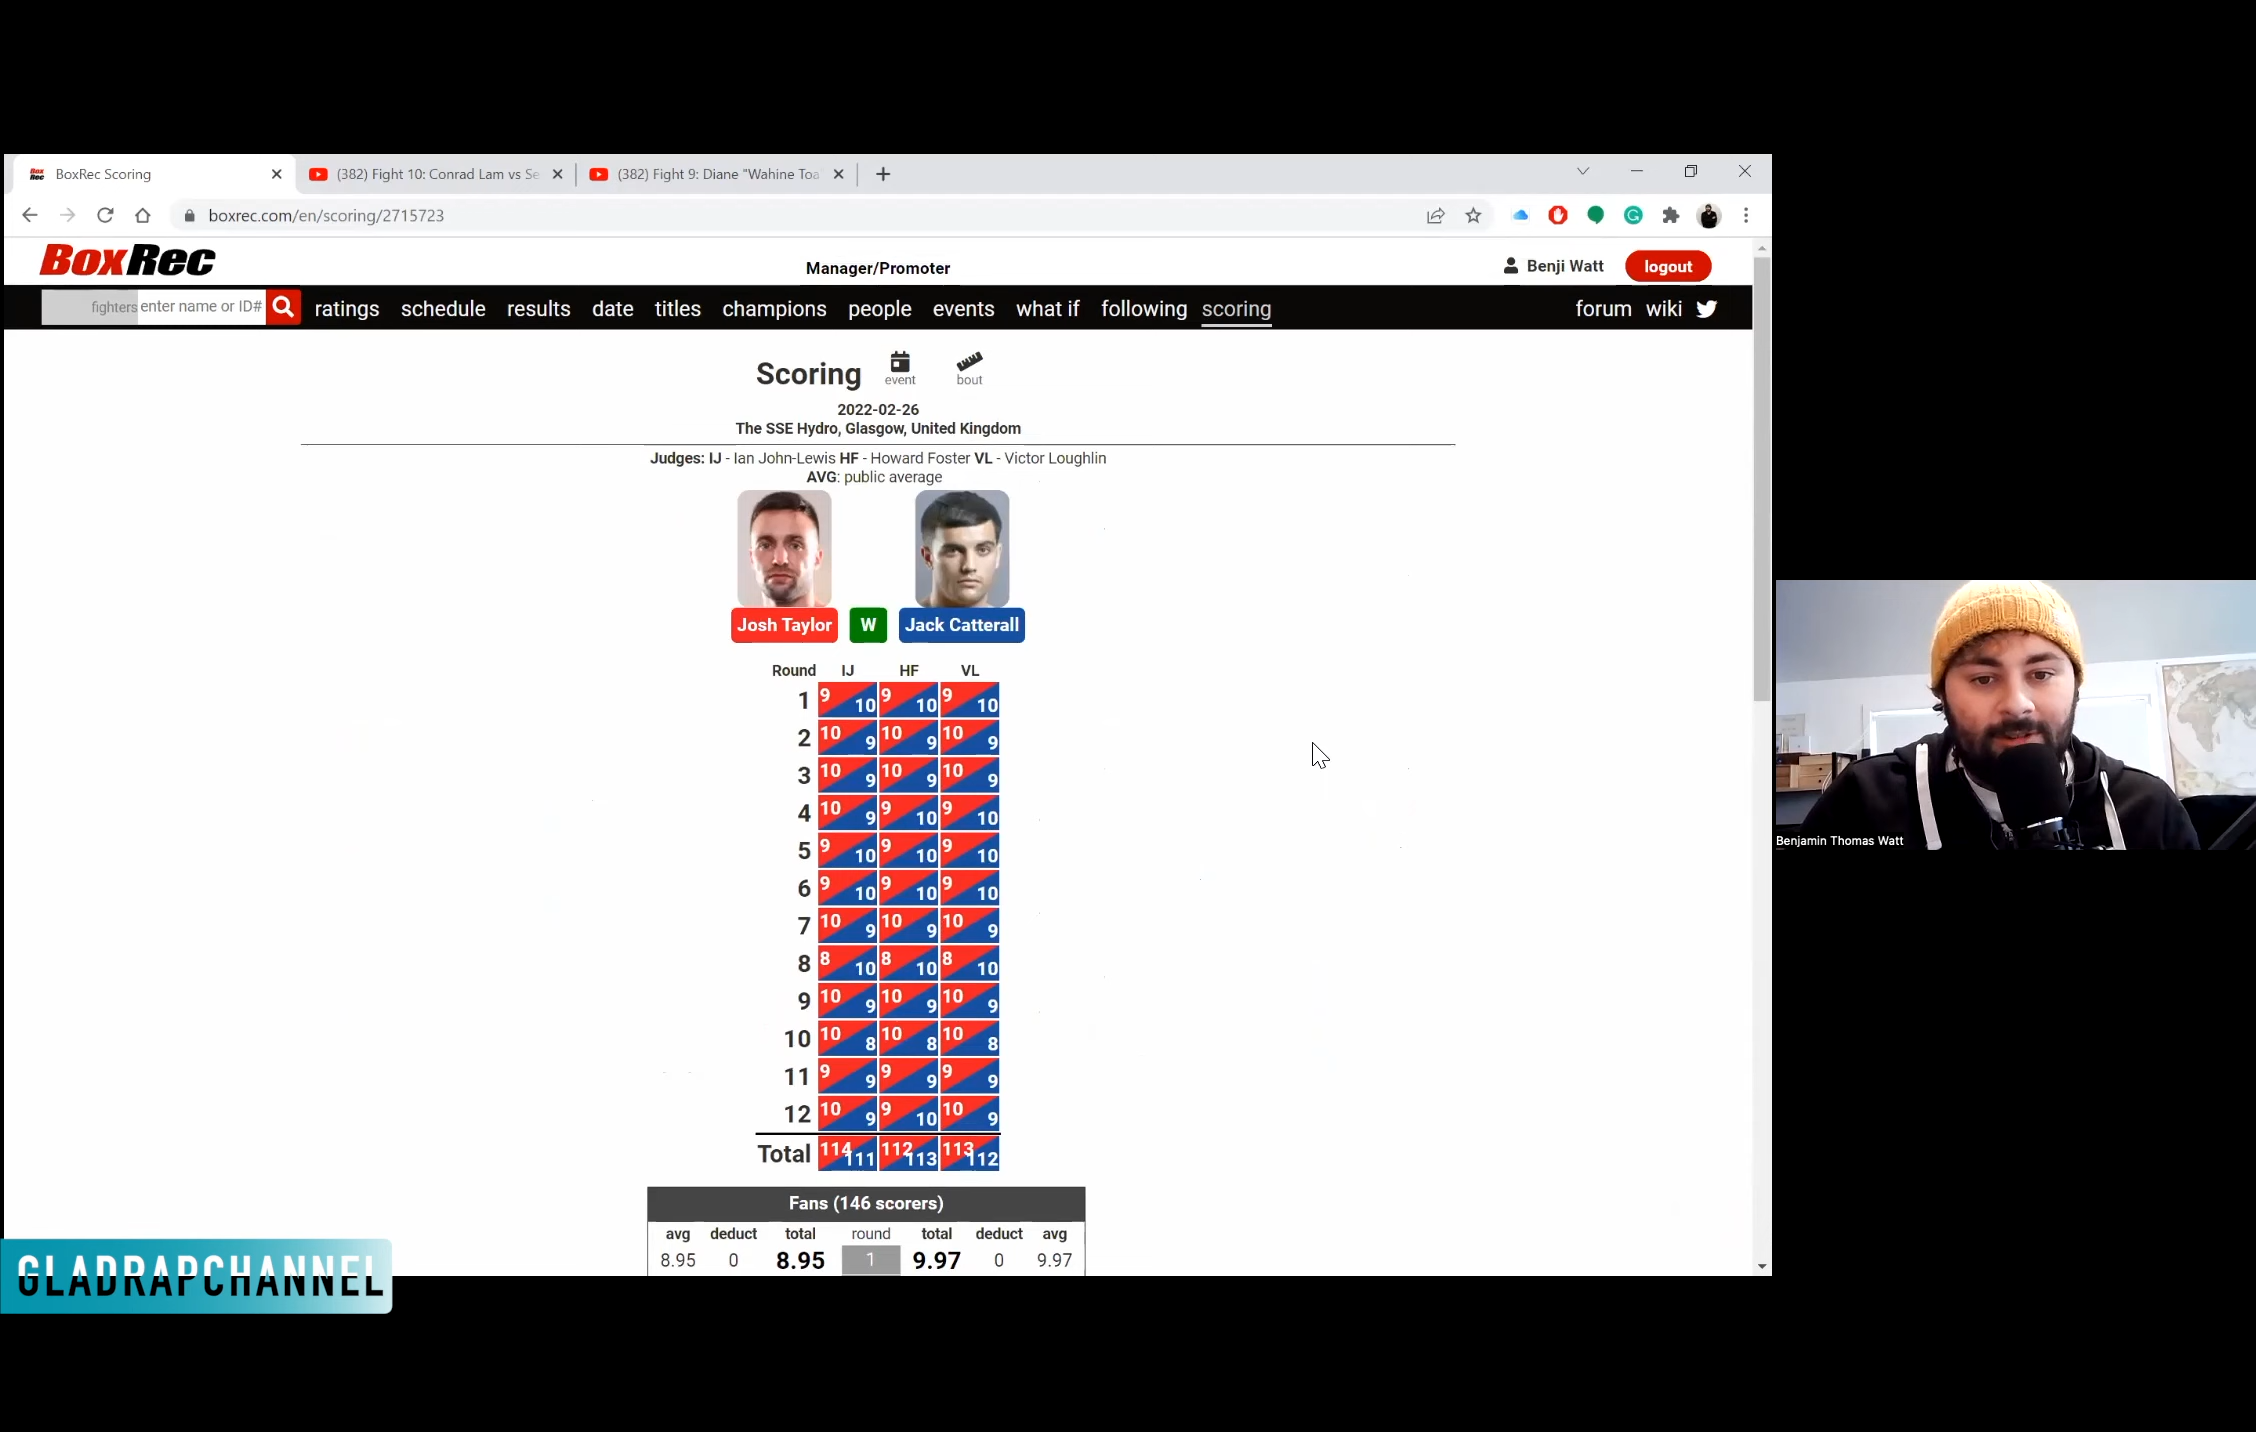 BoxRec Scoring
(382) Fight 10: Conrad Lam vs Se
(382) Fight 9: Diane "Wahine Toa
boxrec.com/en/scoring/2715723
BoxRec
Manager/Promoter
Benji Watt
logout
fighters enter name or ID# ratings schedule results date titles champions people events what if following scoring forum wiki
Scoring
event
bout
2022-02-26
The SSE Hydro, Glasgow, United Kingdom
Judges: IJ - Ian John-Lewis HF - Howard Foster VL - Victor Loughlin
AVG: public average
Josh Taylor W Jack Catterall
Round IJ HF VL
1 9 10 9 10 9 10
2 10 9 10 9 10 9
3 10 9 10 9 10 9
4 10 9 9 10 9 10
5 9 10 9 10 9 10
6 9 10 9 10 9 10
7 10 9 10 9 10 9
8 8 10 8 10 8 10
9 10 9 10 9 10 9
10 10 8 10 8 10 8
11 9 9 9 9 9 9
12 10 9 9 10 10 9
Total 114 111 112 113 113 112
Fans (146 scorers)
avg deduct total round total deduct avg
8.95 0 8.95 1 9.97 0 9.97
Benjamin Thomas Watt
GLADRAPCHANNEL